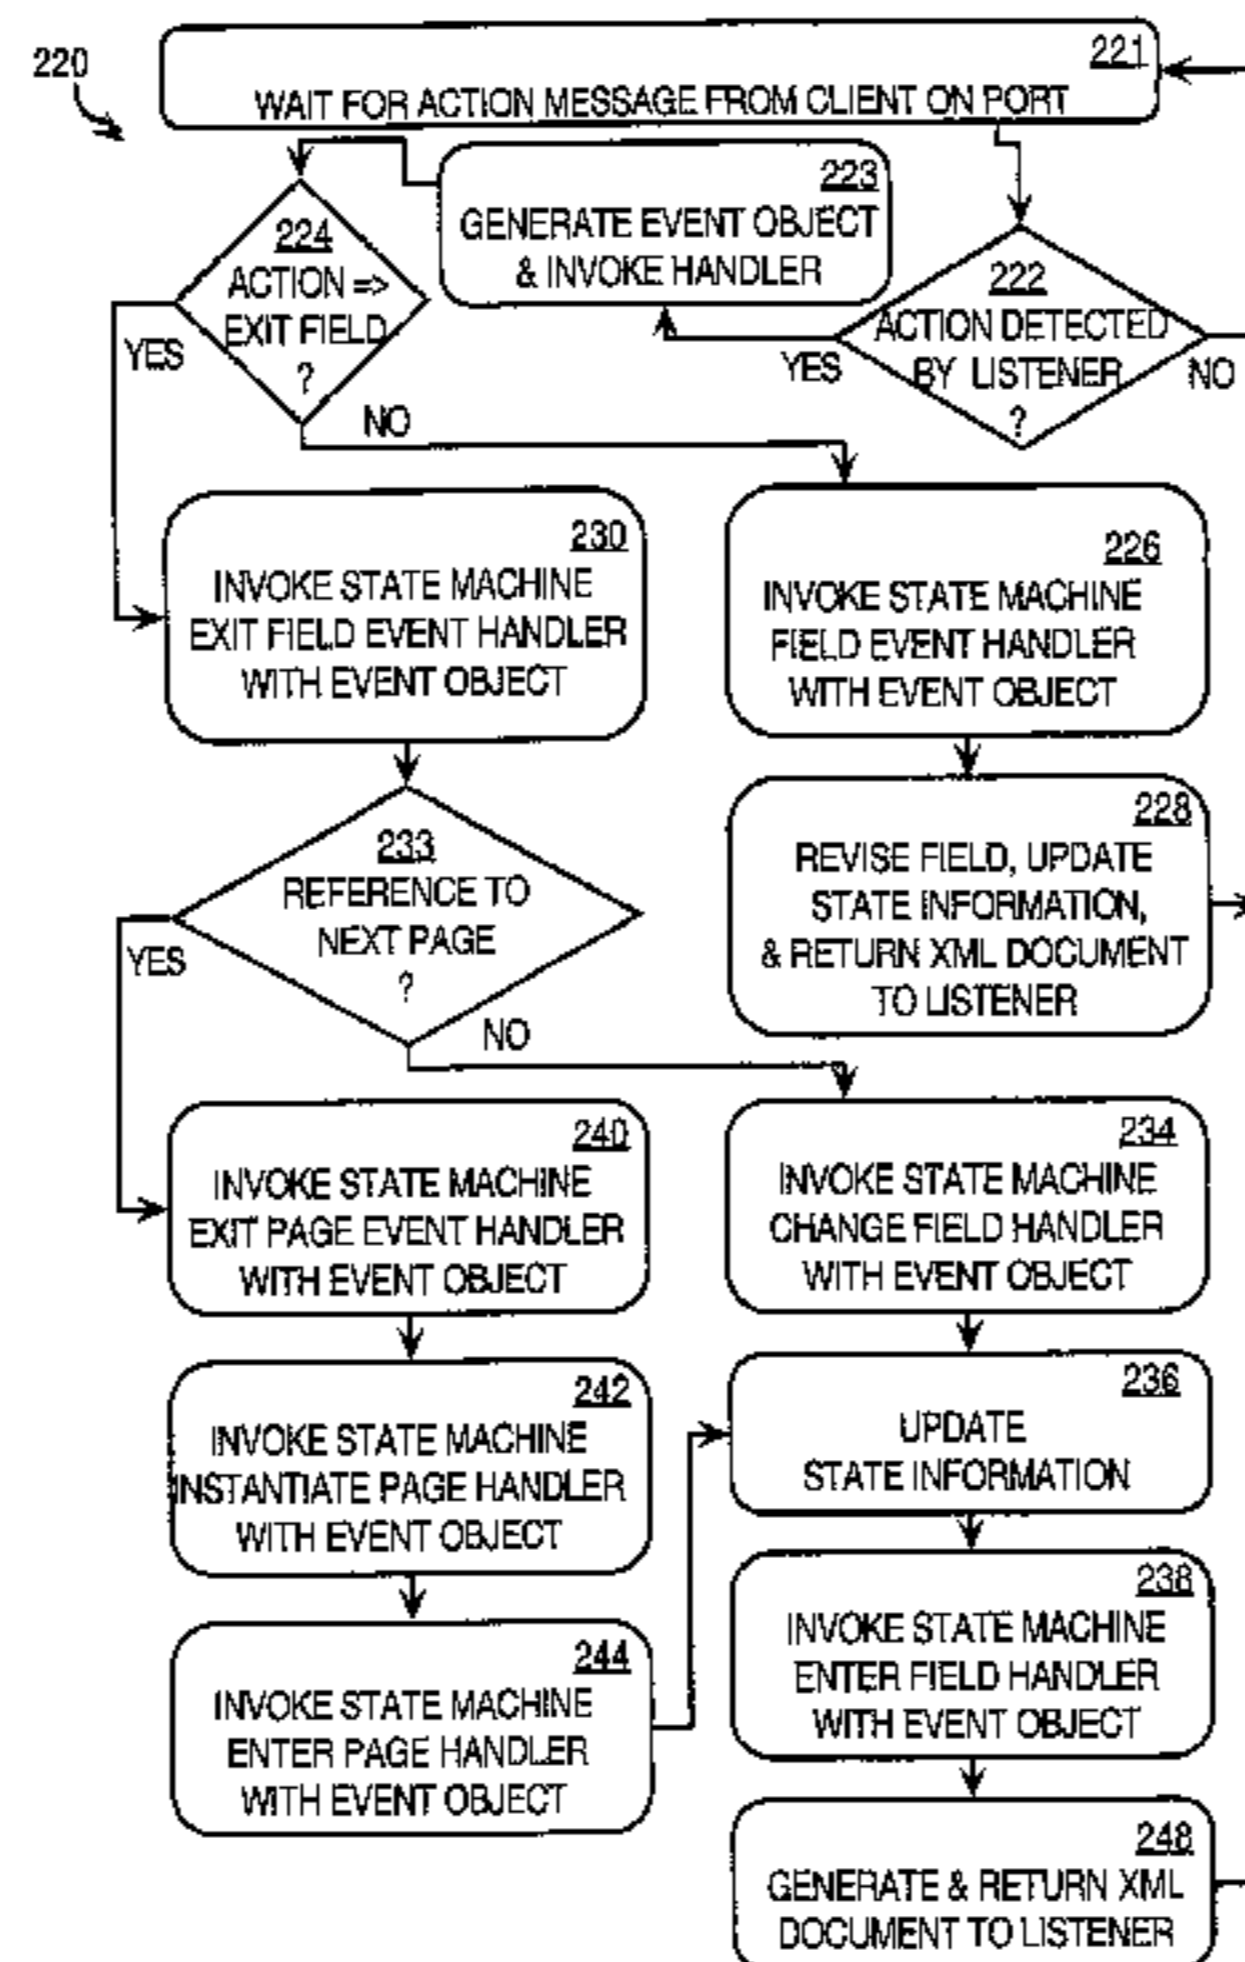 220
221
WAIT FOR ACTION MESSAGE FROM CLIENT ON PORT
223
GENERATE EVENT OBJECT
& INVOKE HANDLER
224
ACTION =>
EXIT FIELD
?
YES
NO
222
ACTION DETECTED
BY LISTENER
?
YES
NO
230
INVOKE STATE MACHINE
EXIT FIELD EVENT HANDLER
WITH EVENT OBJECT
226
INVOKE STATE MACHINE
FIELD EVENT HANDLER
WITH EVENT OBJECT
228
REVISE FIELD, UPDATE
STATE INFORMATION,
& RETURN XML DOCUMENT
TO LISTENER
233
REFERENCE TO
NEXT PAGE
?
YES
NO
240
INVOKE STATE MACHINE
EXIT PAGE EVENT HANDLER
WITH EVENT OBJECT
234
INVOKE STATE MACHINE
CHANGE FIELD HANDLER
WITH EVENT OBJECT
242
INVOKE STATE MACHINE
INSTANTIATE PAGE HANDLER
WITH EVENT OBJECT
236
UPDATE
STATE INFORMATION
238
INVOKE STATE MACHINE
ENTER FIELD HANDLER
WITH EVENT OBJECT
244
INVOKE STATE MACHINE
ENTER PAGE HANDLER
WITH EVENT OBJECT
248
GENERATE & RETURN XML
DOCUMENT TO LISTENER